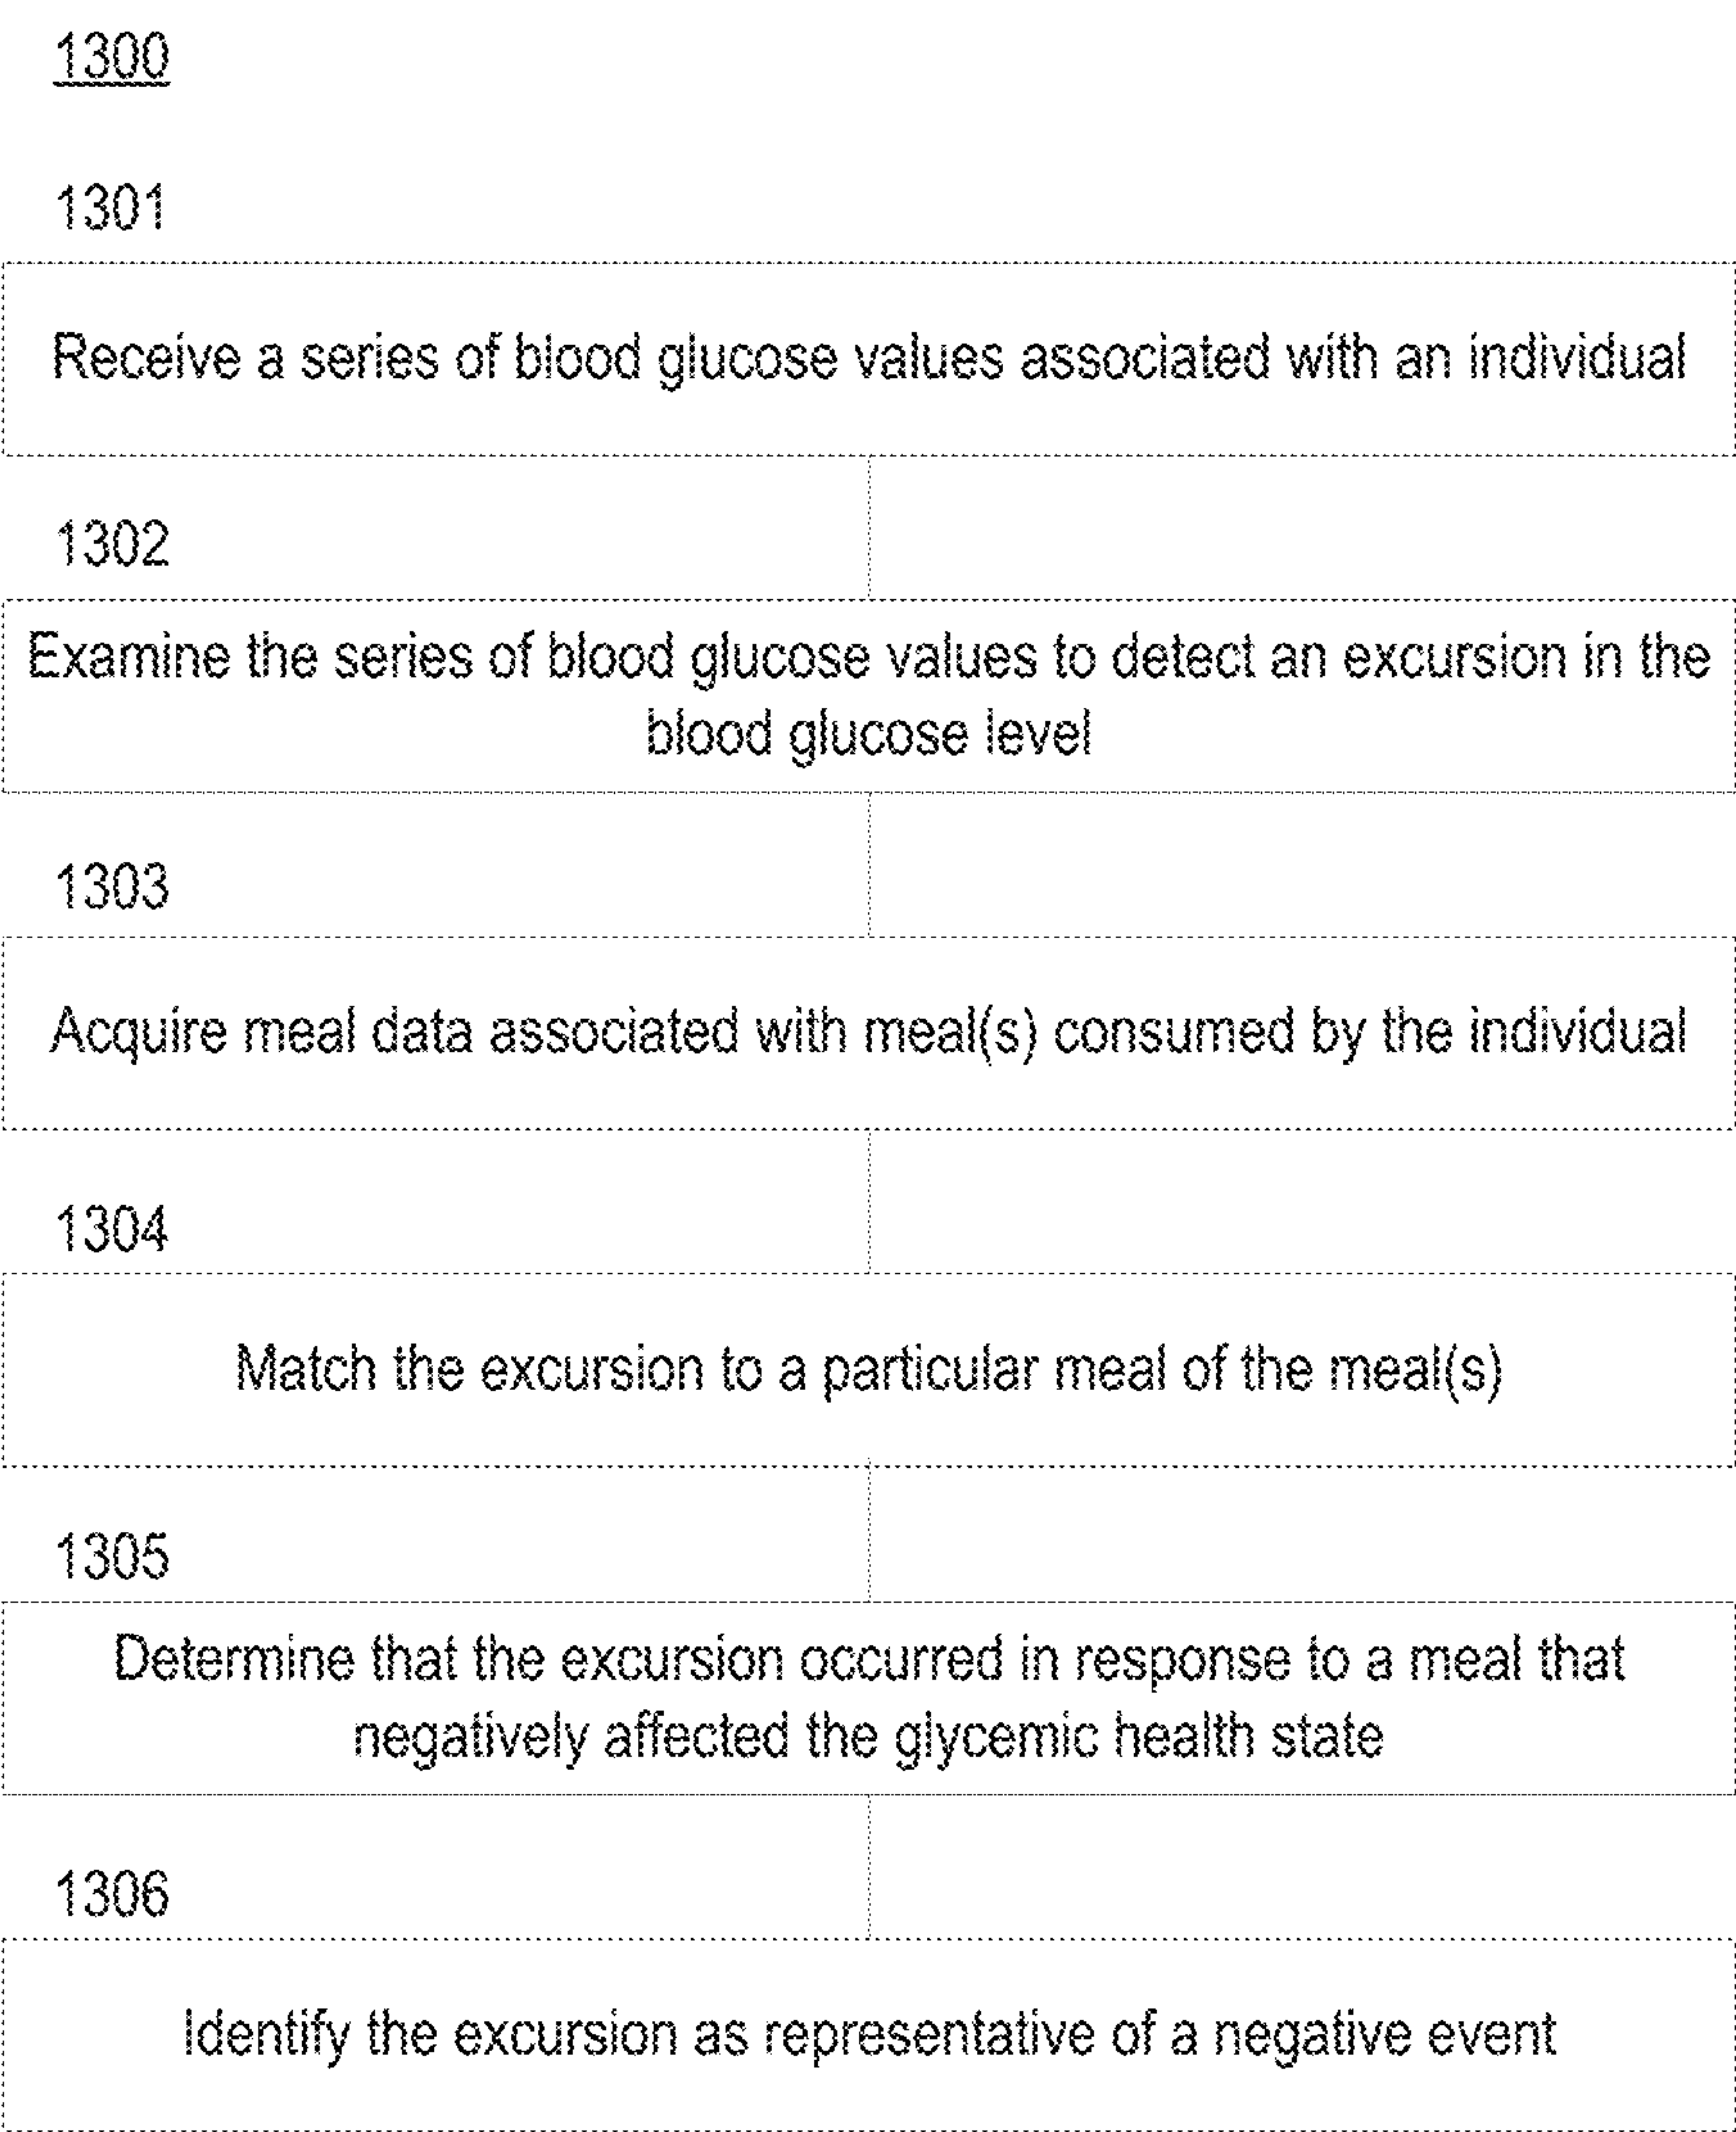 1300
1301
Receive a series of blood glucose values associated with an individual
1302
Examine the series of blood glucose values to detect an excursion in the
blood glucose level
1303
Acquire meal data associated with meal(s) consumed by the individual
1304
Match the excursion to a particular meal of the meal(s)
1305
Determine that the excursion occurred in response to a meal that
negatively affected the glycemic health state
1306
Identify the excursion as representative of a negative event